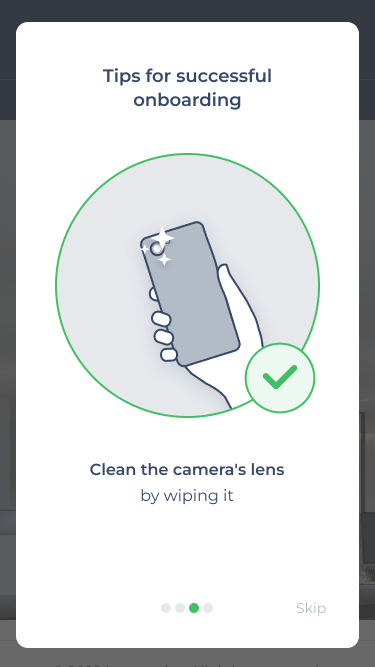 Tips for successful
onboarding
Clean the camera's lens
by wiping it
Skip